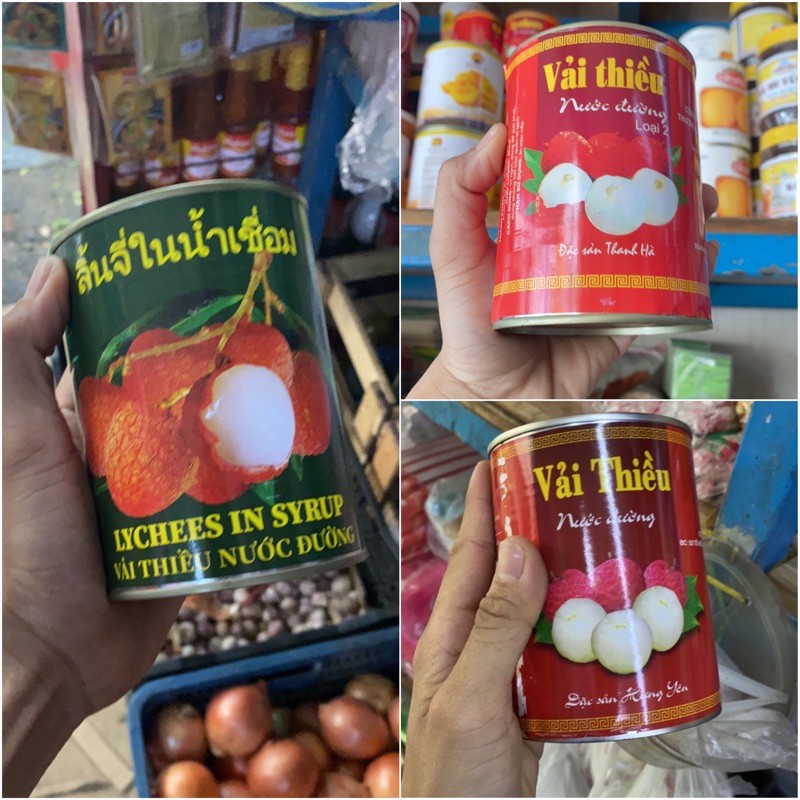 ลิ้นจี่ในน้ำเชื่อม
LYCHEES IN SYRUP
VẢI THIỀU NƯỚC ĐƯỜNG
Vải thiều
Nước đường
Loại 2
Đặc sản Thanh Hà
Vải Thiều
Nước đường
Đặc sản Hưng Yên